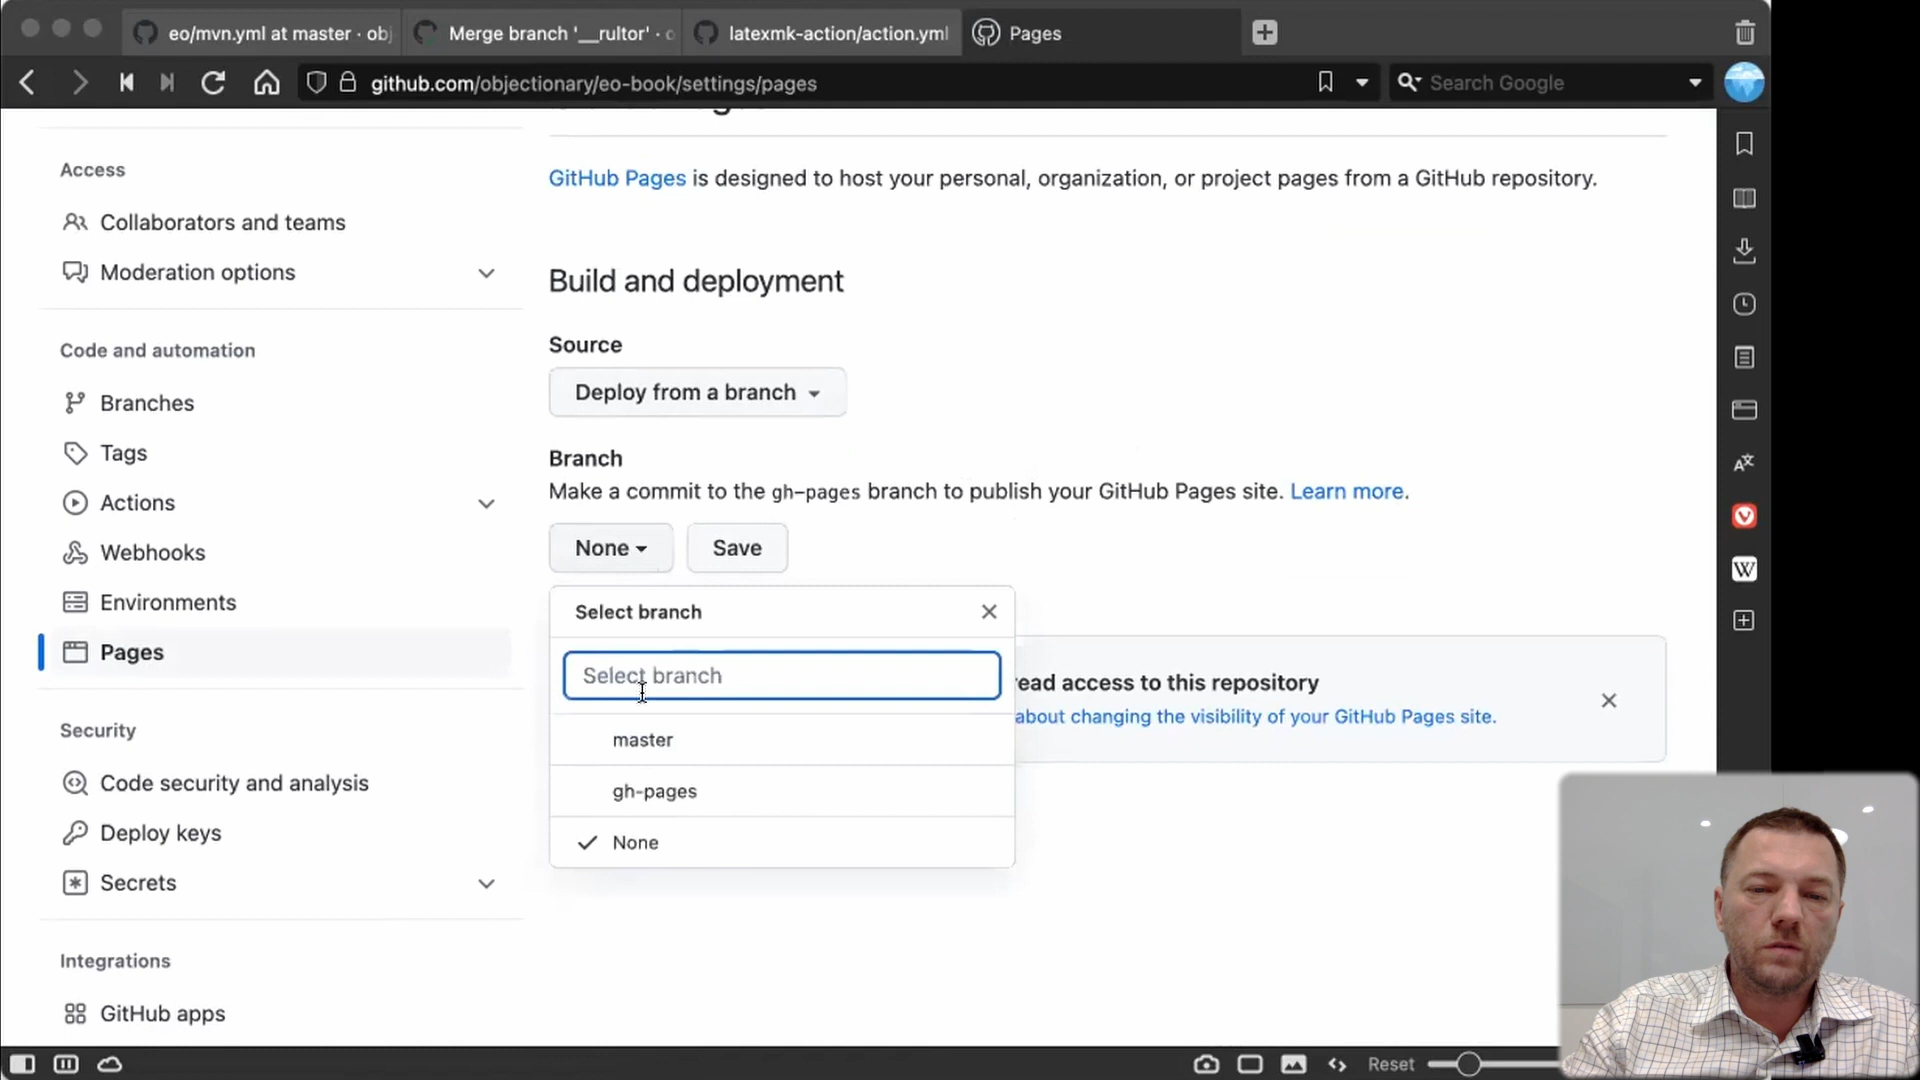 eo/mvn.yml at master · obj
Merge branch '__rultor' · o
latexmk-action/action.yml
Pages
github.com/objectionary/eo-book/settings/pages
Search Google
Access
Collaborators and teams
Moderation options
Code and automation
Branches
Tags
Actions
Webhooks
Environments
Pages
Security
Code security and analysis
Deploy keys
Secrets
Integrations
GitHub apps
GitHub Pages is designed to host your personal, organization, or project pages from a GitHub repository.
Build and deployment
Source
Deploy from a branch
Branch
Make a commit to the gh-pages branch to publish your GitHub Pages site. Learn more.
None
Save
Select branch
Select branch
master
gh-pages
None
read access to this repository
about changing the visibility of your GitHub Pages site.
W
Reset